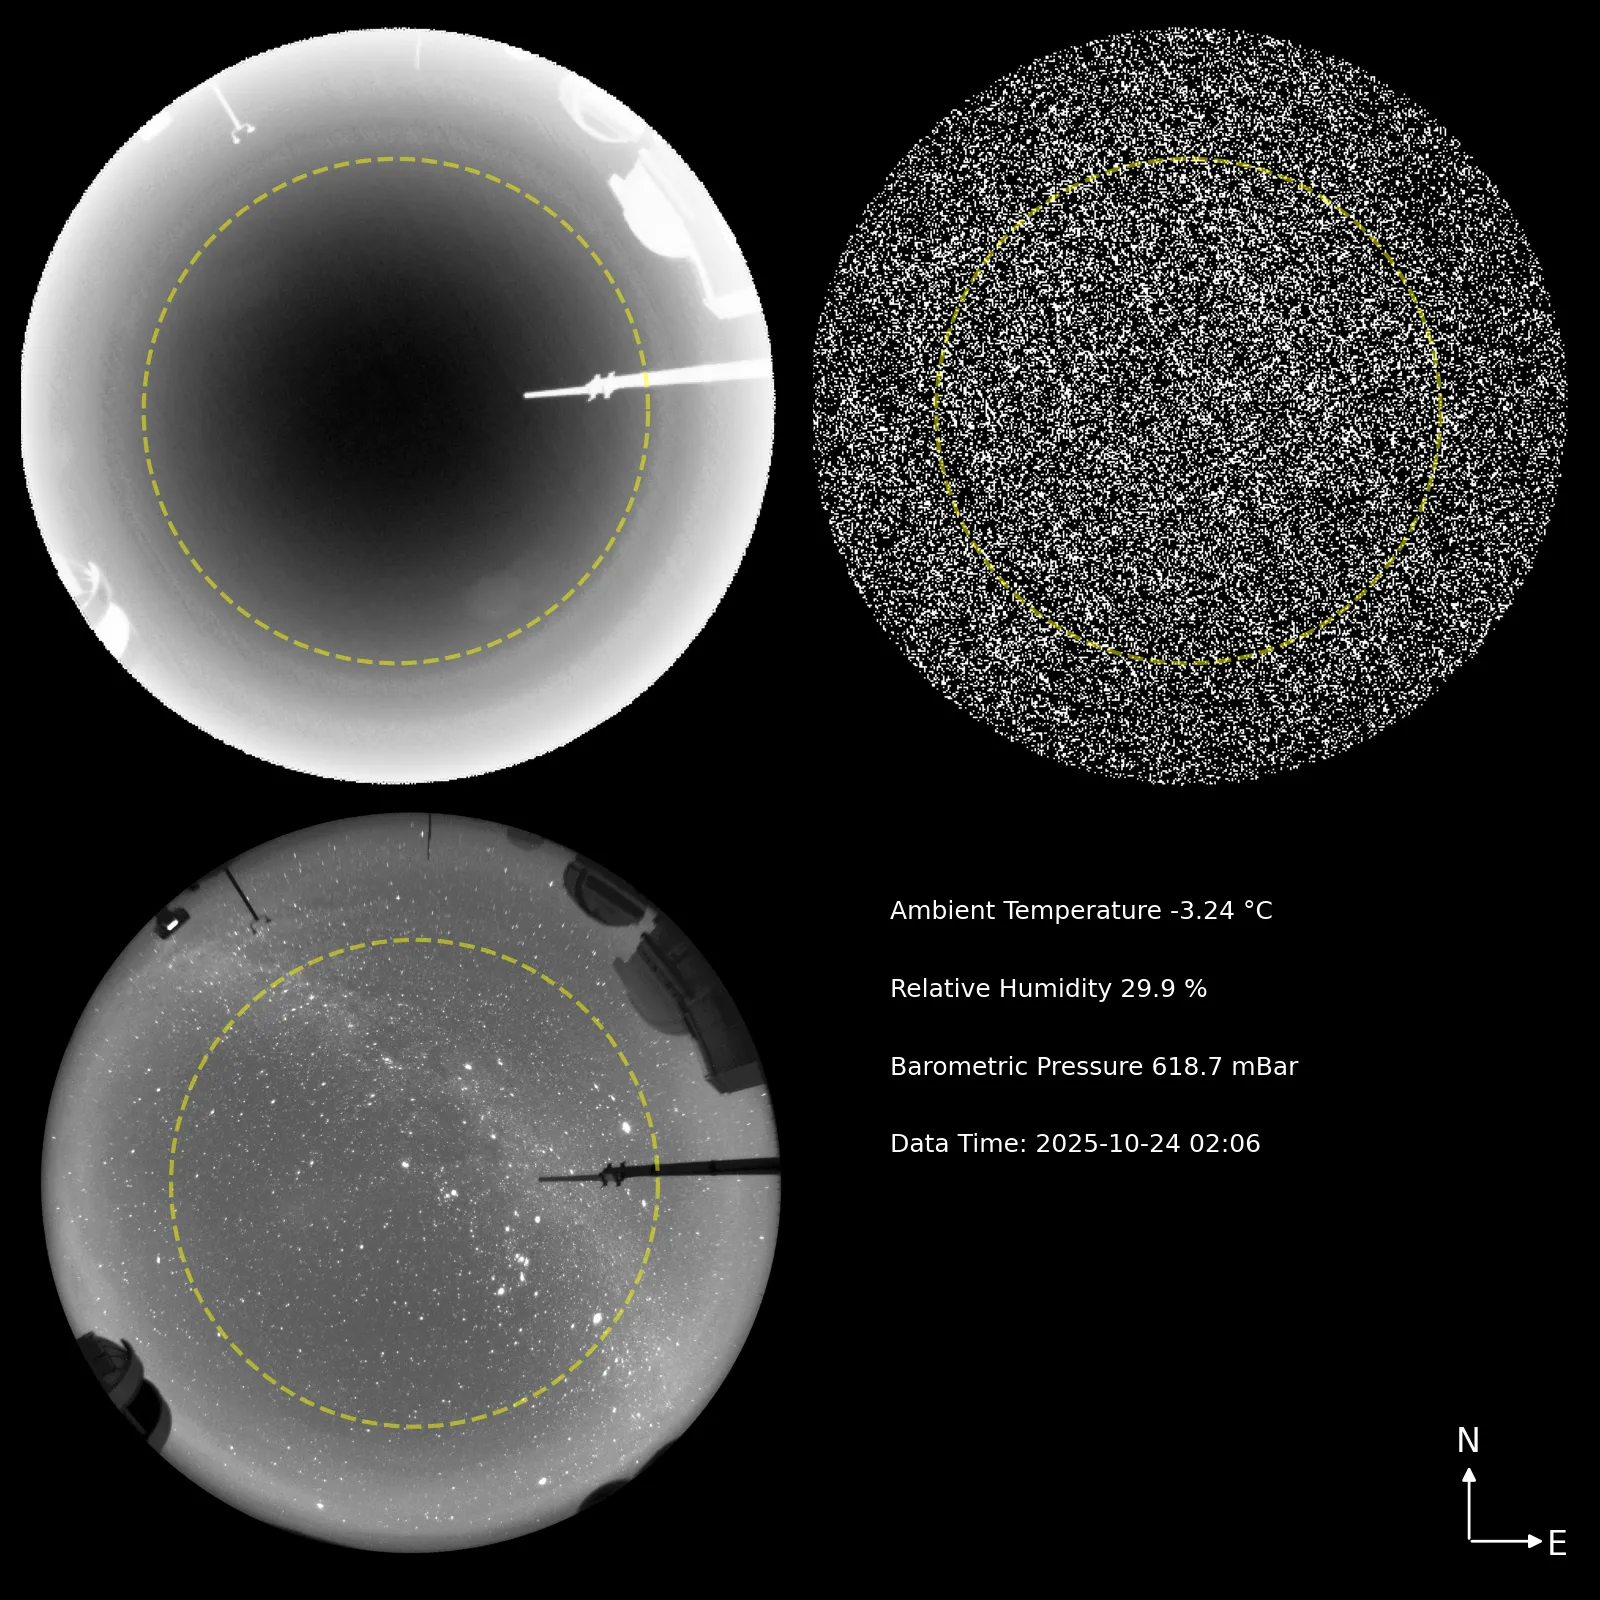 Ambient Temperature -3.24 °C
Relative Humidity 29.9 %
Barometric Pressure 618.7 mBar
Data Time: 2025-10-24 02:06
N
E